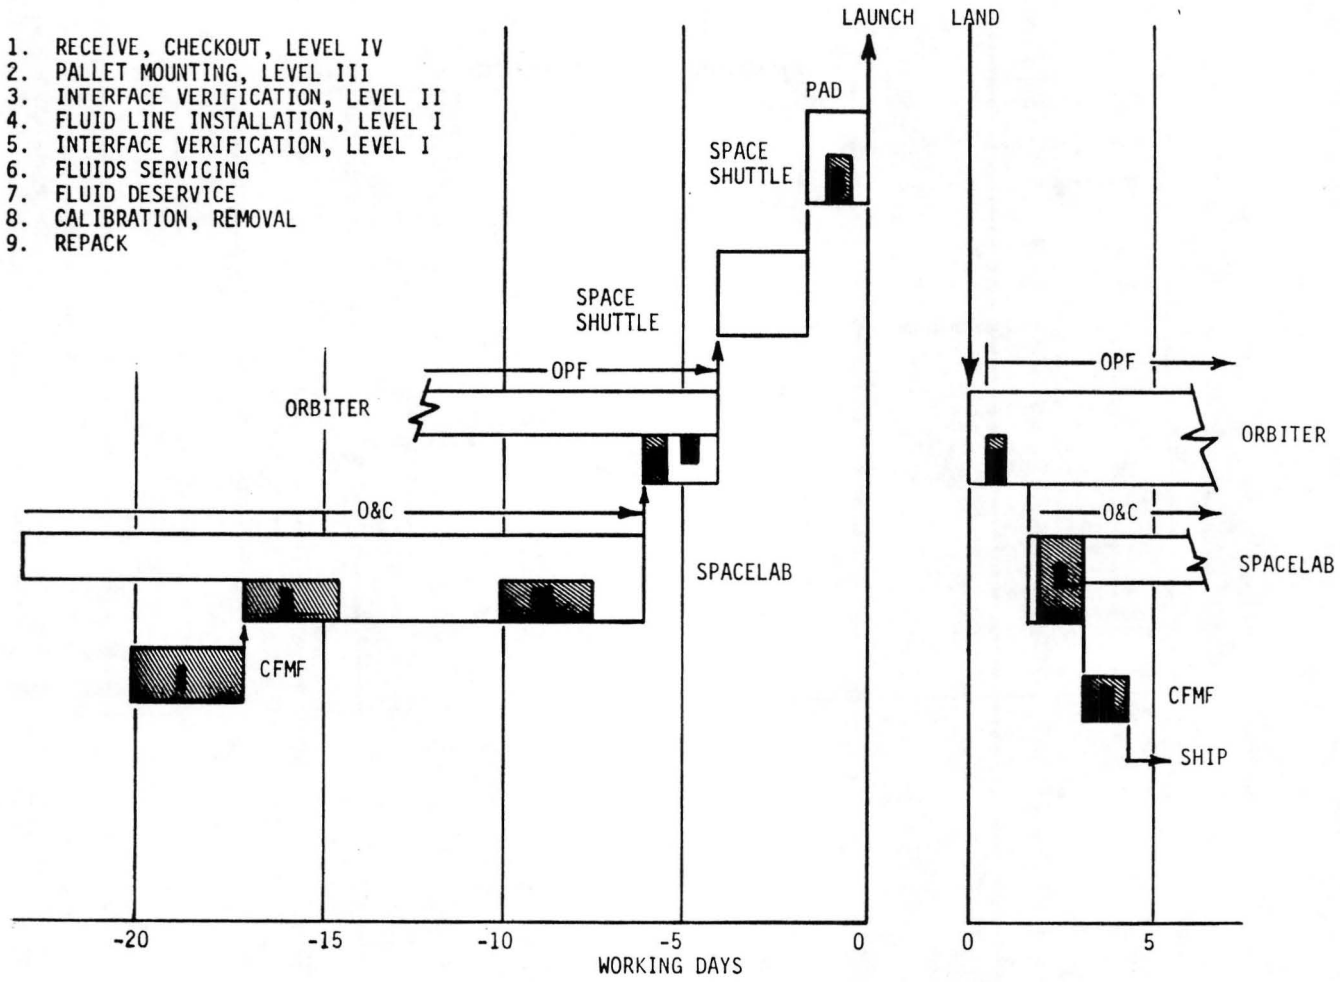 LAUNCH LAND
1. RECEIVE, CHECKOUT, LEVEL IV
2. PALLET MOUNTING, LEVEL III
3. INTERFACE VERIFICATION, LEVEL II
4. FLUID LINE INSTALLATION, LEVEL I
5. INTERFACE VERIFICATION, LEVEL I
6. FLUIDS SERVICING
7. FLUID DESERVICE
8. CALIBRATION, REMOVAL
9. REPACK
PAD
SPACE
SHUTTLE
SPACE
SHUTTLE
OPF
ORBITER
O&C
SPACELAB
CFMF
OPF
ORBITER
O&C
SPACELAB
CFMF
SHIP
-20 -15 -10 -5 0 0 5
WORKING DAYS